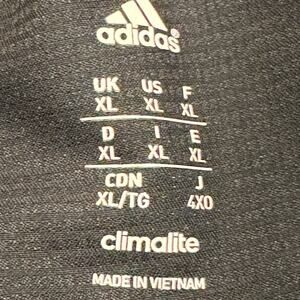 adidas®
UK US F
XL XL XL
D I E
XL XL XL
CDN J
XL/TG 4XO
climalite
MADE IN VIETNAM